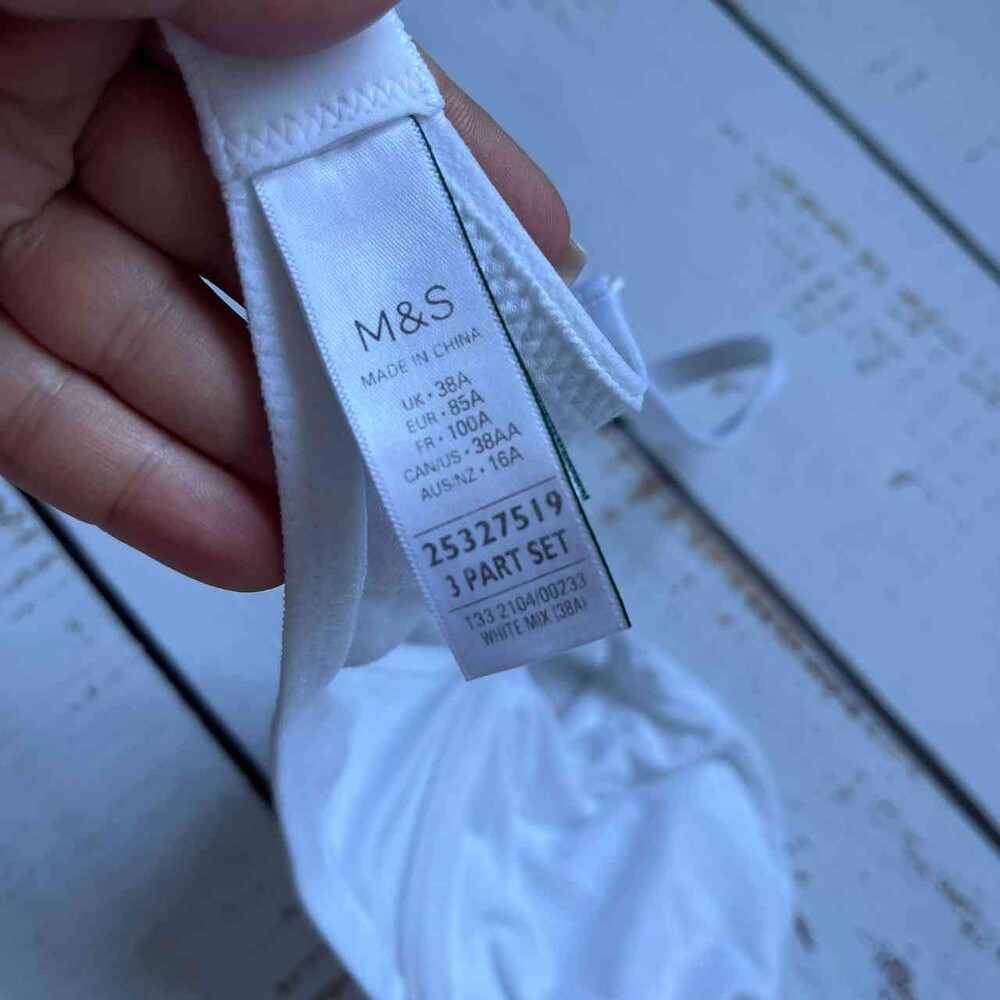 M&S
MADE IN CHINA
UK • 38A
EUR • 85A
FR • 100A
CAN/US • 38AA
AUS/NZ • 16A
25327519
3 PART SET
T33 2104/00233
WHITE MIX (38A)